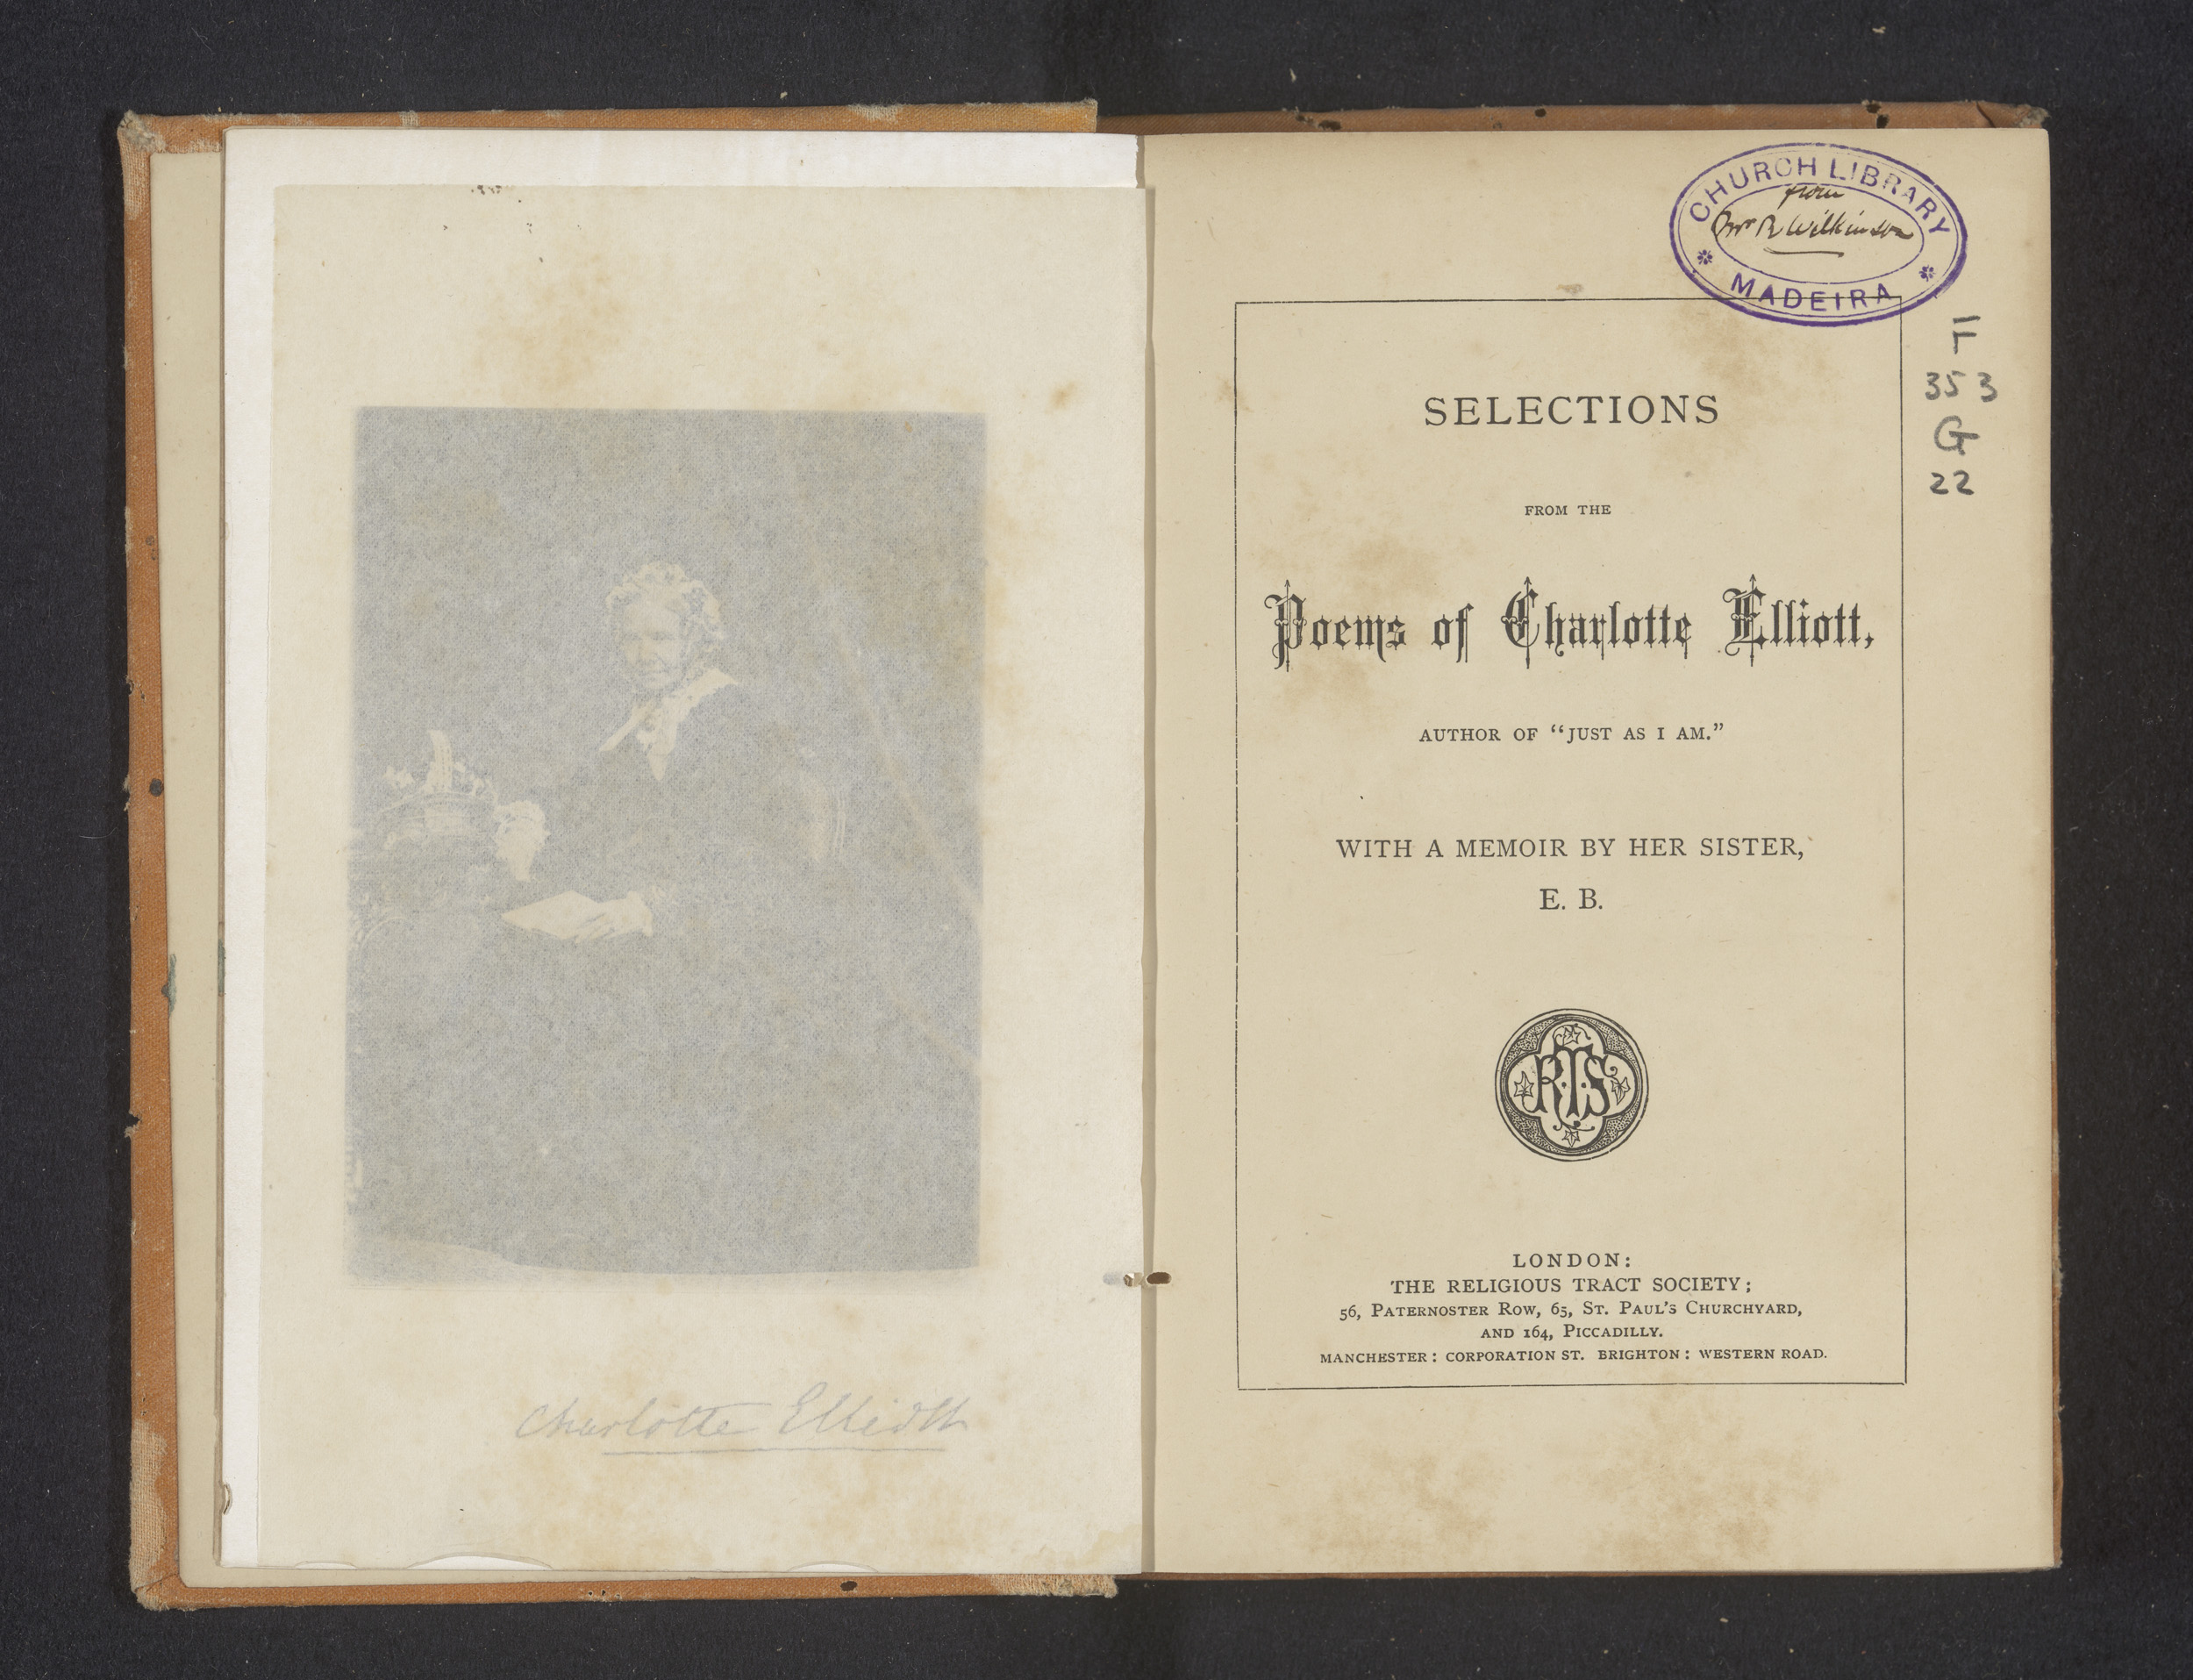 Charlotte Elliott
CHURCH LIBRARY
from
R Wilkinson
MADEIRA
F
353
G
22
SELECTIONS
FROM THE
Poems of Charlotte Elliott,
AUTHOR OF “JUST AS I AM.”
WITH A MEMOIR BY HER SISTER,
E. B.
R.T.S
LONDON:
THE RELIGIOUS TRACT SOCIETY;
56, PATERNOSTER ROW, 65, ST. PAUL'S CHURCHYARD,
AND 164, PICCADILLY.
MANCHESTER: CORPORATION ST. BRIGHTON: WESTERN ROAD.